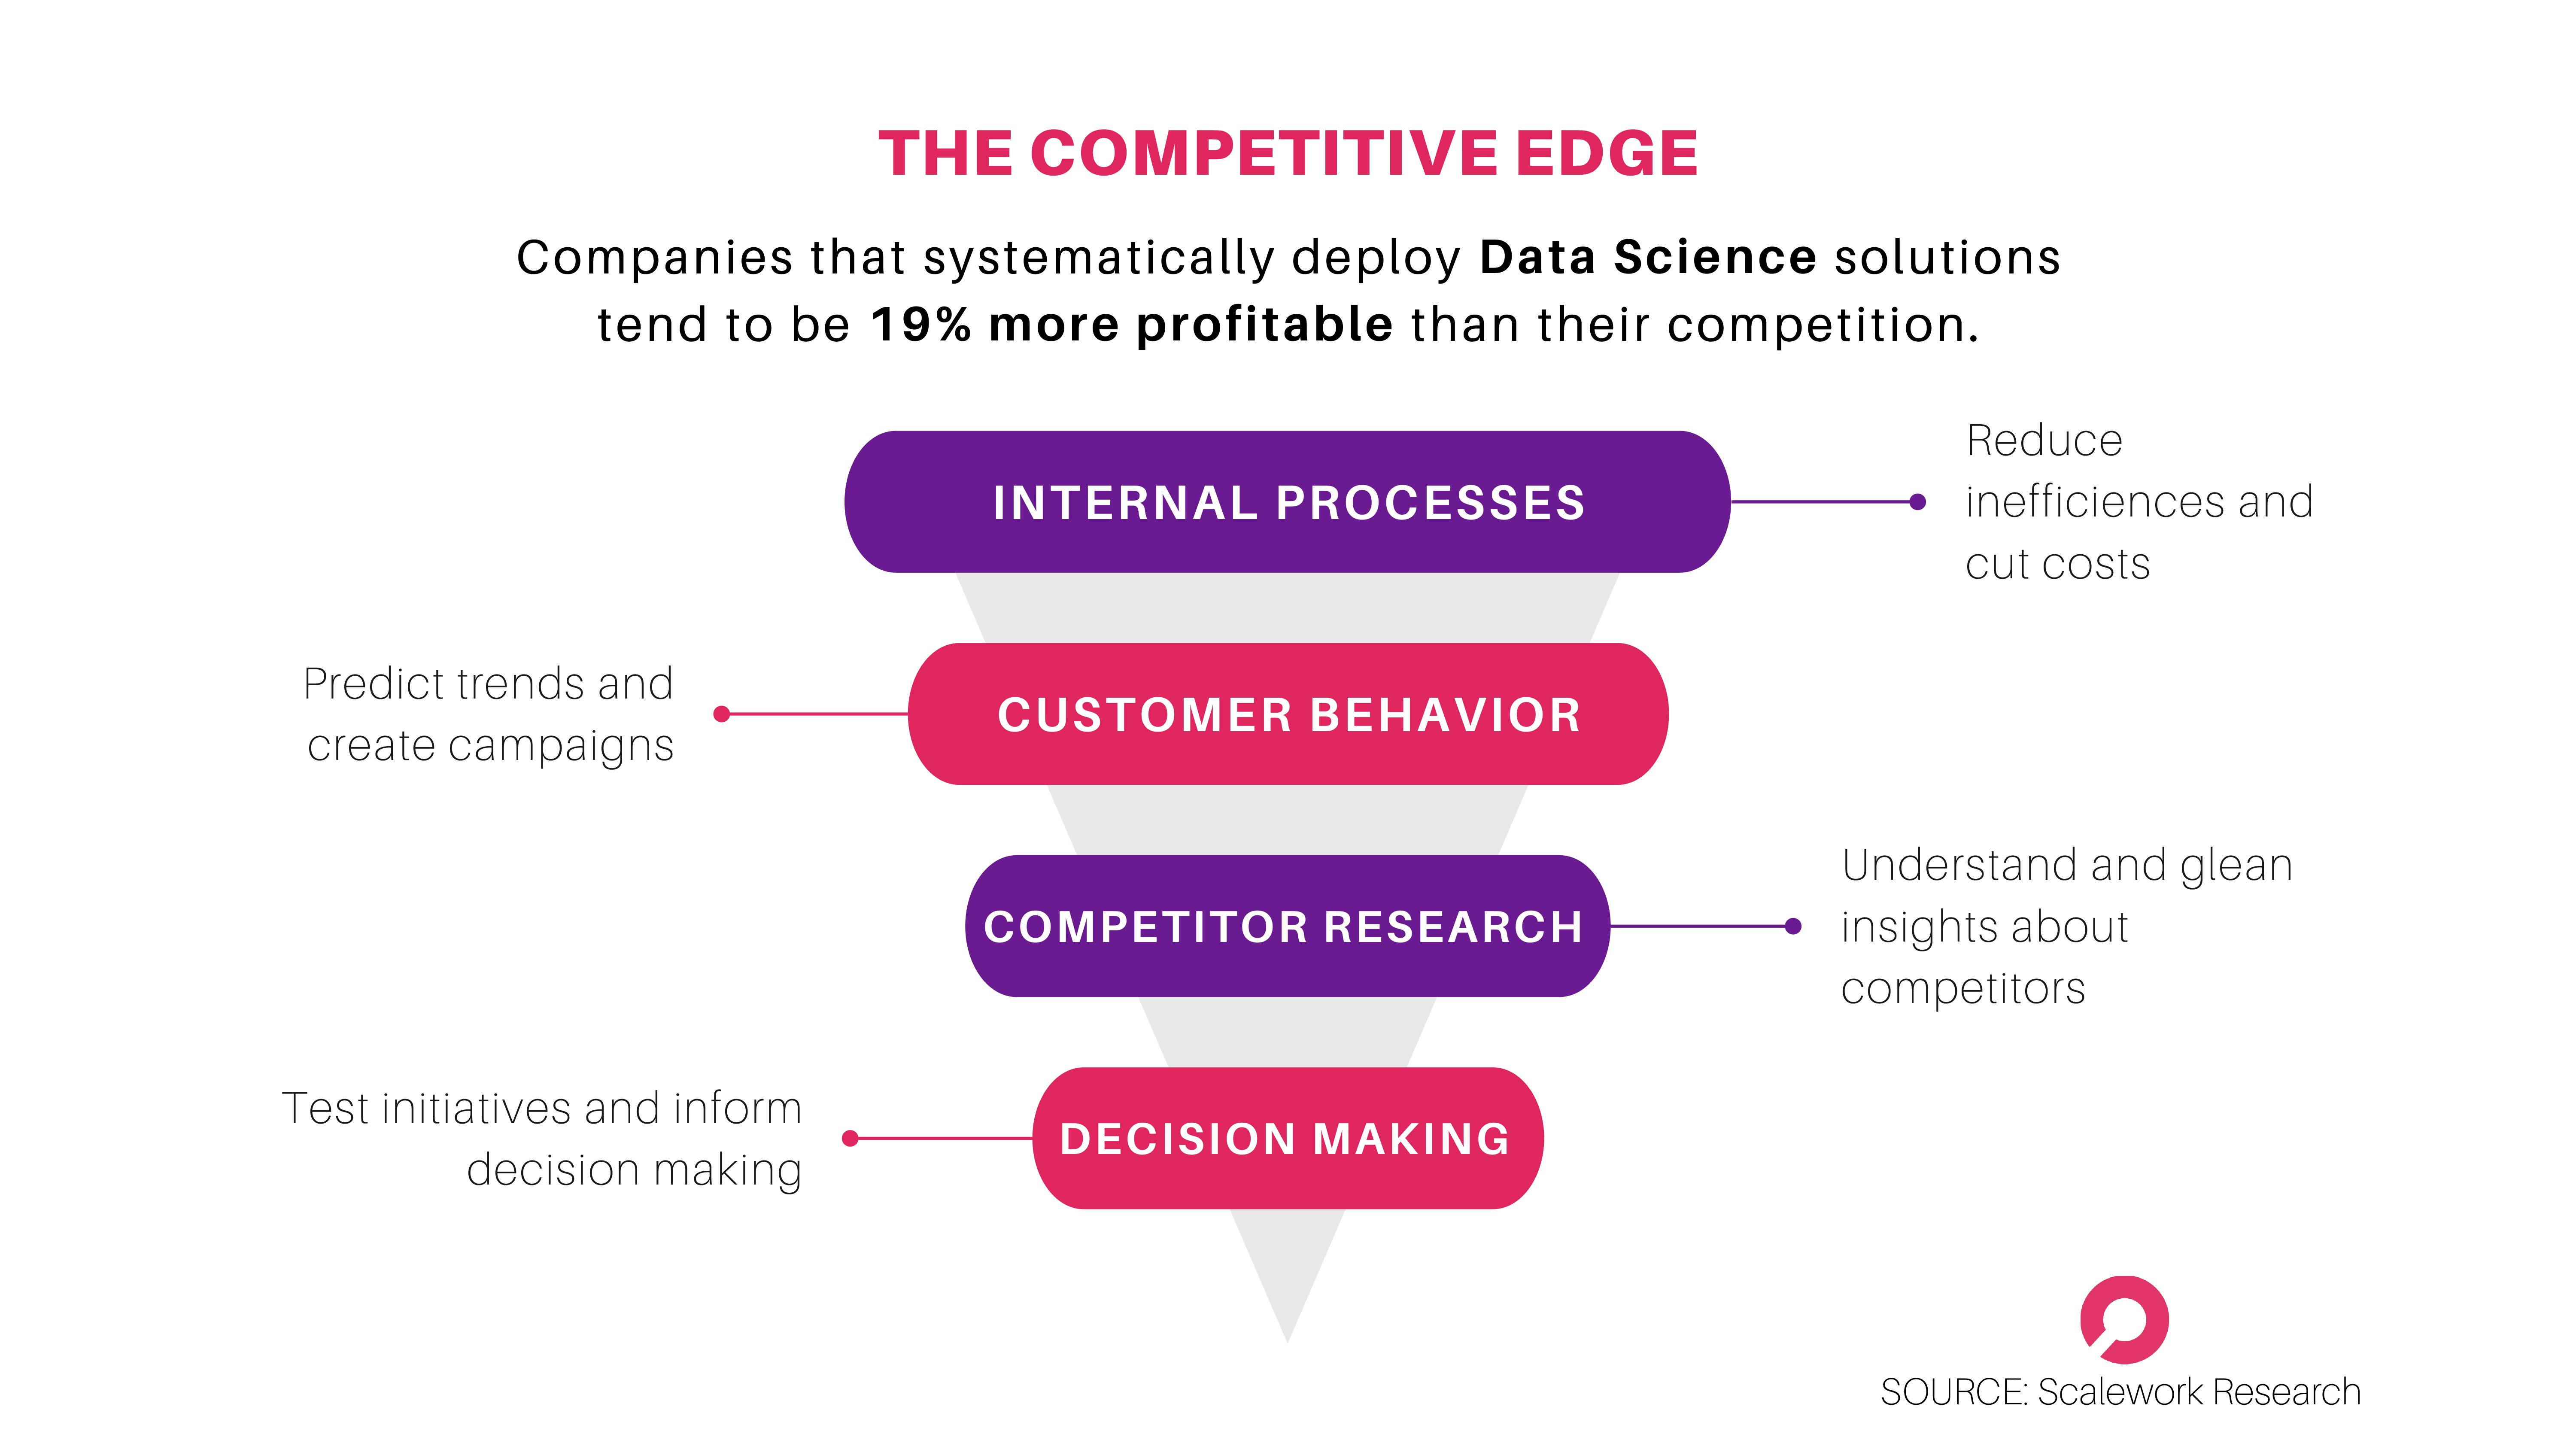 THE COMPETITIVE EDGE
Companies that systematically deploy Data Science solutions
tend to be 19% more profitable than their competition.
INTERNAL PROCESSES
Reduce
inefficiences and
cut costs
CUSTOMER BEHAVIOR
Predict trends and
create campaigns
COMPETITOR RESEARCH
Understand and glean
insights about
competitors
DECISION MAKING
Test initiatives and inform
decision making
SOURCE: Scalework Research